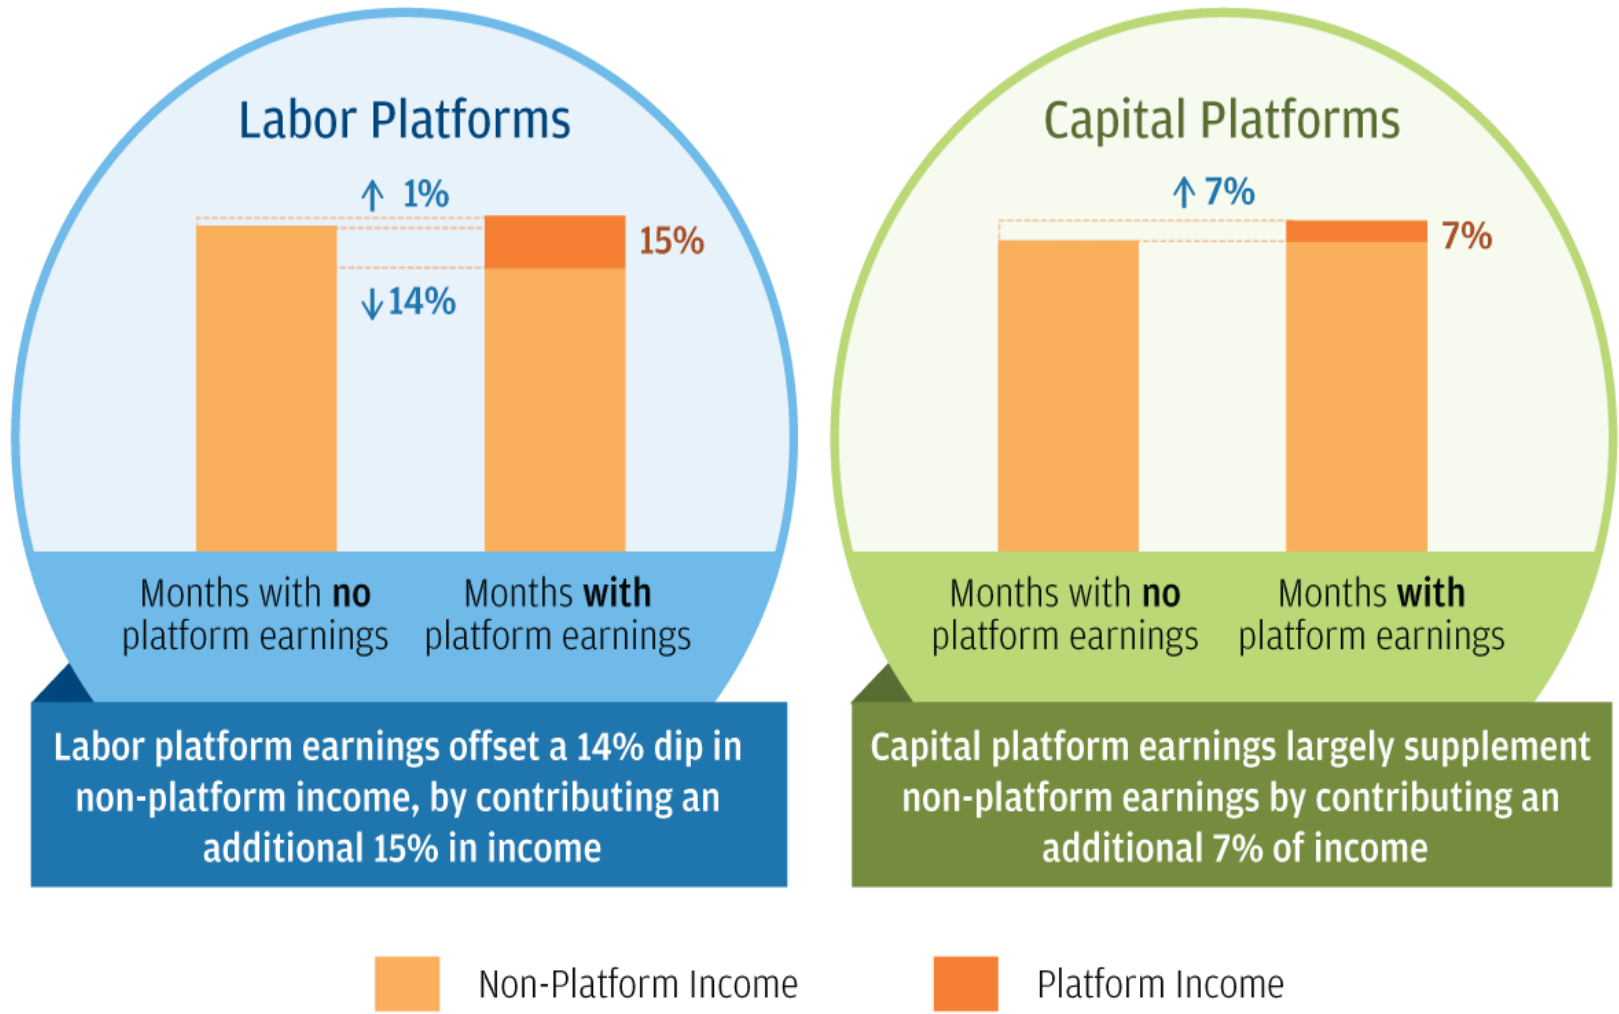 Labor Platforms
↑ 1%
15%
↓14%
Months with no
platform earnings
Months with
platform earnings
Labor platform earnings offset a 14% dip in
non-platform income, by contributing an
additional 15% in income
Capital Platforms
↑ 7%
7%
Months with no
platform earnings
Months with
platform earnings
Capital platform earnings largely supplement
non-platform earnings by contributing an
additional 7% of income
Non-Platform Income
Platform Income